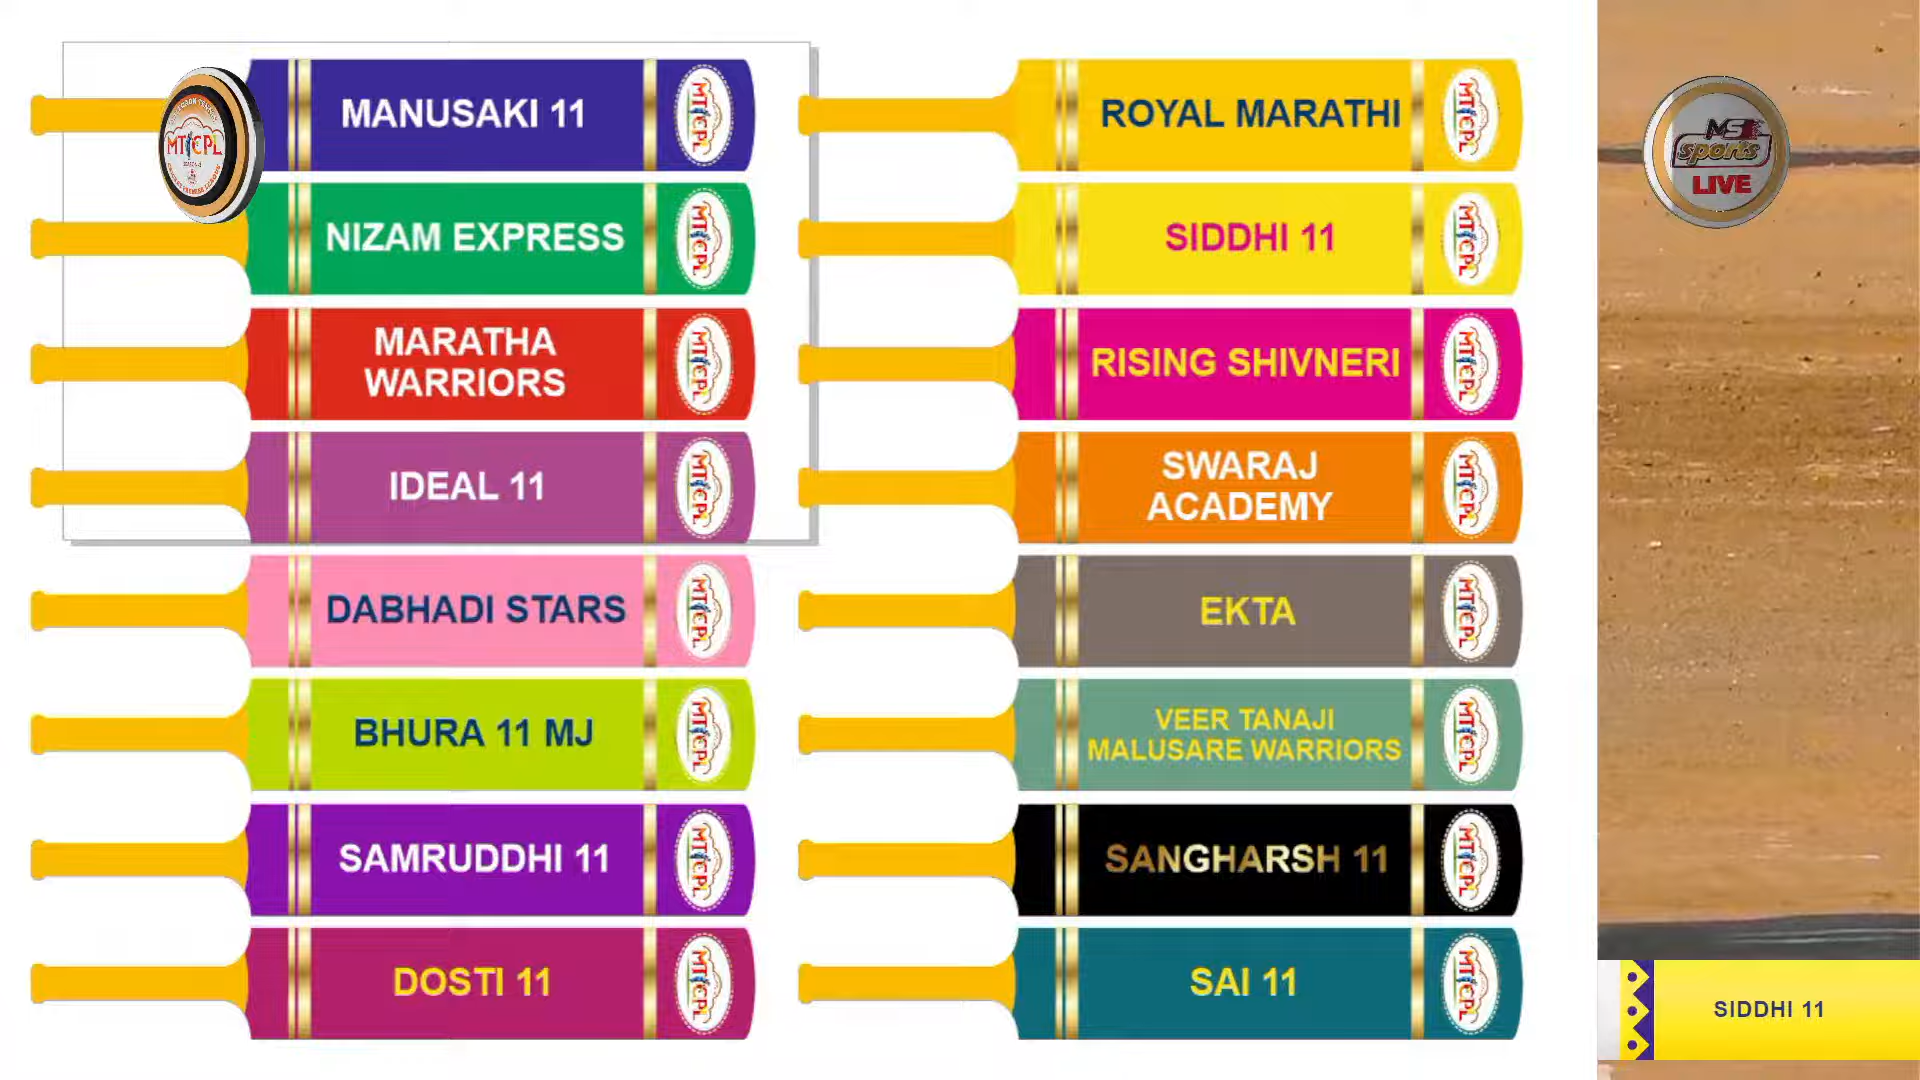 MANUSAKI 11
NIZAM EXPRESS
MARATHA
WARRIORS
IDEAL 11
DABHADI STARS
BHURA 11 MJ
SAMRUDDHI 11
DOSTI 11
ROYAL MARATHI
SIDDHI 11
RISING SHIVNERI
SWARAJ
ACADEMY
EKTA
VEER TANAJI
MALUSARE WARRIORS
SANGHARSH 11
SAI 11
MS
sports
LIVE
SIDDHI 11